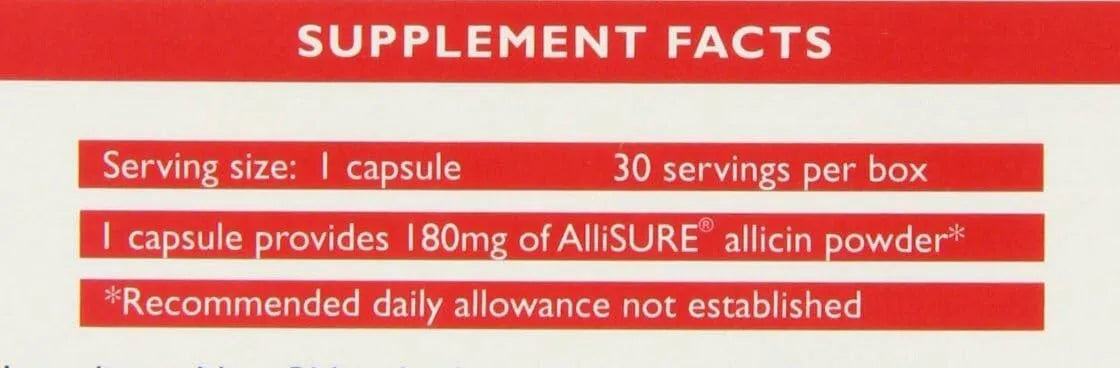 SUPPLEMENT FACTS
Serving size: 1 capsule 30 servings per box
1 capsule provides 180mg of AlliSURE® allicin powder*
*Recommended daily allowance not established